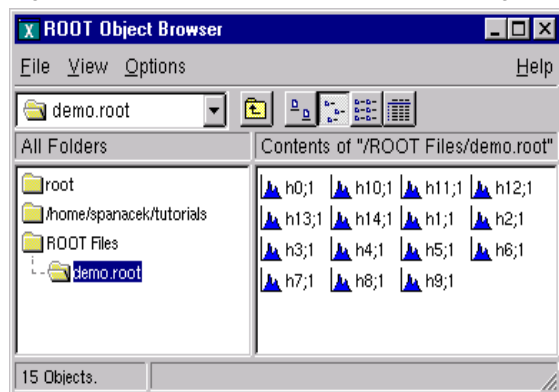 ROOT Object Browser
File View Options Help
demo.root
All Folders
Contents of "/ROOT Files/demo.root"
root
/home/spanacek/tutorials
ROOT Files
demo.root
h0;1 h10;1 h11;1 h12;1
h13;1 h14;1 h1;1 h2;1
h3;1 h4;1 h5;1 h6;1
h7;1 h8;1 h9;1
15 Objects.